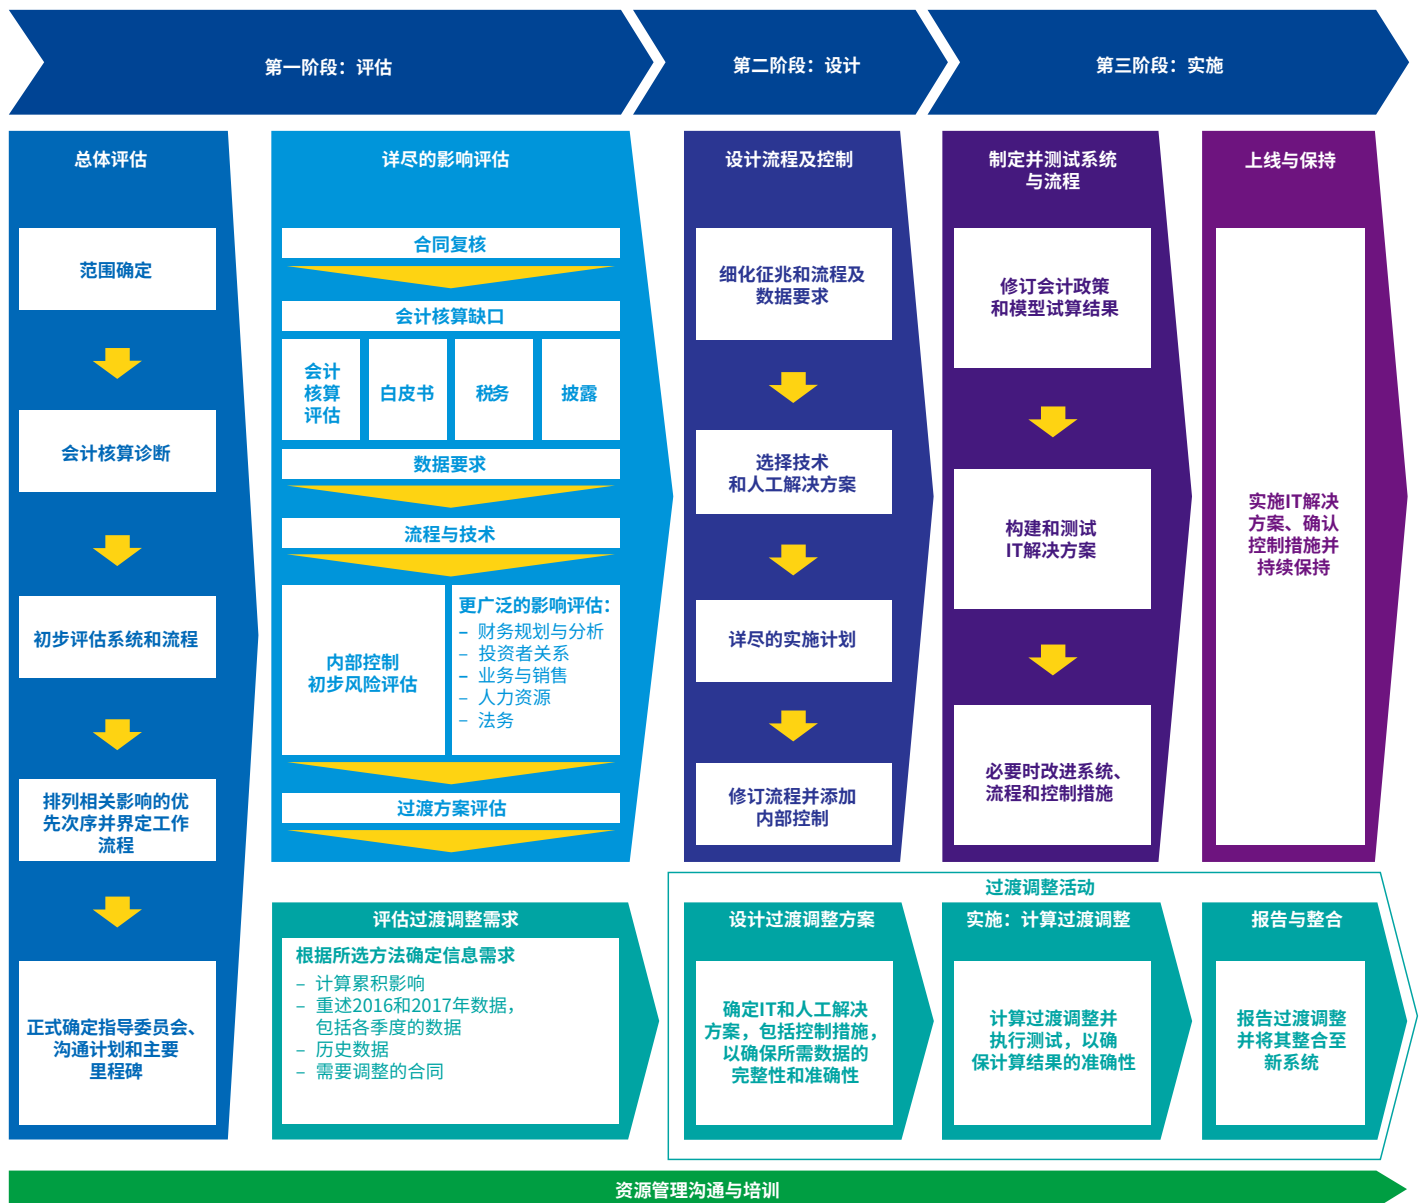 第一阶段：评估
第二阶段：设计
第三阶段：实施
总体评估
范围确定
会计核算诊断
初步评估系统和流程
排列相关影响的优
先次序并界定工作
流程
正式确定指导委员会、
沟通计划和主要
里程碑
详尽的影响评估
合同复核
会计核算缺口
会计
核算
评估
白皮书
税务
披露
数据要求
流程与技术
内部控制
初步风险评估
更广泛的影响评估：
– 财务规划与分析
– 投资者关系
– 业务与销售
– 人力资源
– 法务
过渡方案评估
设计流程及控制
细化征兆和流程及
数据要求
选择技术
和人工解决方案
详尽的实施计划
修订流程并添加
内部控制
制定并测试系统
与流程
修订会计政策
和模型试算结果
构建和测试
IT解决方案
必要时改进系统、
流程和控制措施
上线与保持
实施IT解决
方案、确认
控制措施并
持续保持
评估过渡调整需求
根据所选方法确定信息需求
– 计算累积影响
– 重述2016和2017年数据，
包括各季度的数据
– 历史数据
– 需要调整的合同
过渡调整活动
设计过渡调整方案
确定IT和人工解决
方案，包括控制措施，
以确保所需数据的
完整性和准确性
实施：计算过渡调整
计算过渡调整并
执行测试，以确
保计算结果的准确性
报告与整合
报告过渡调整
并将其整合至
新系统
资源管理沟通与培训